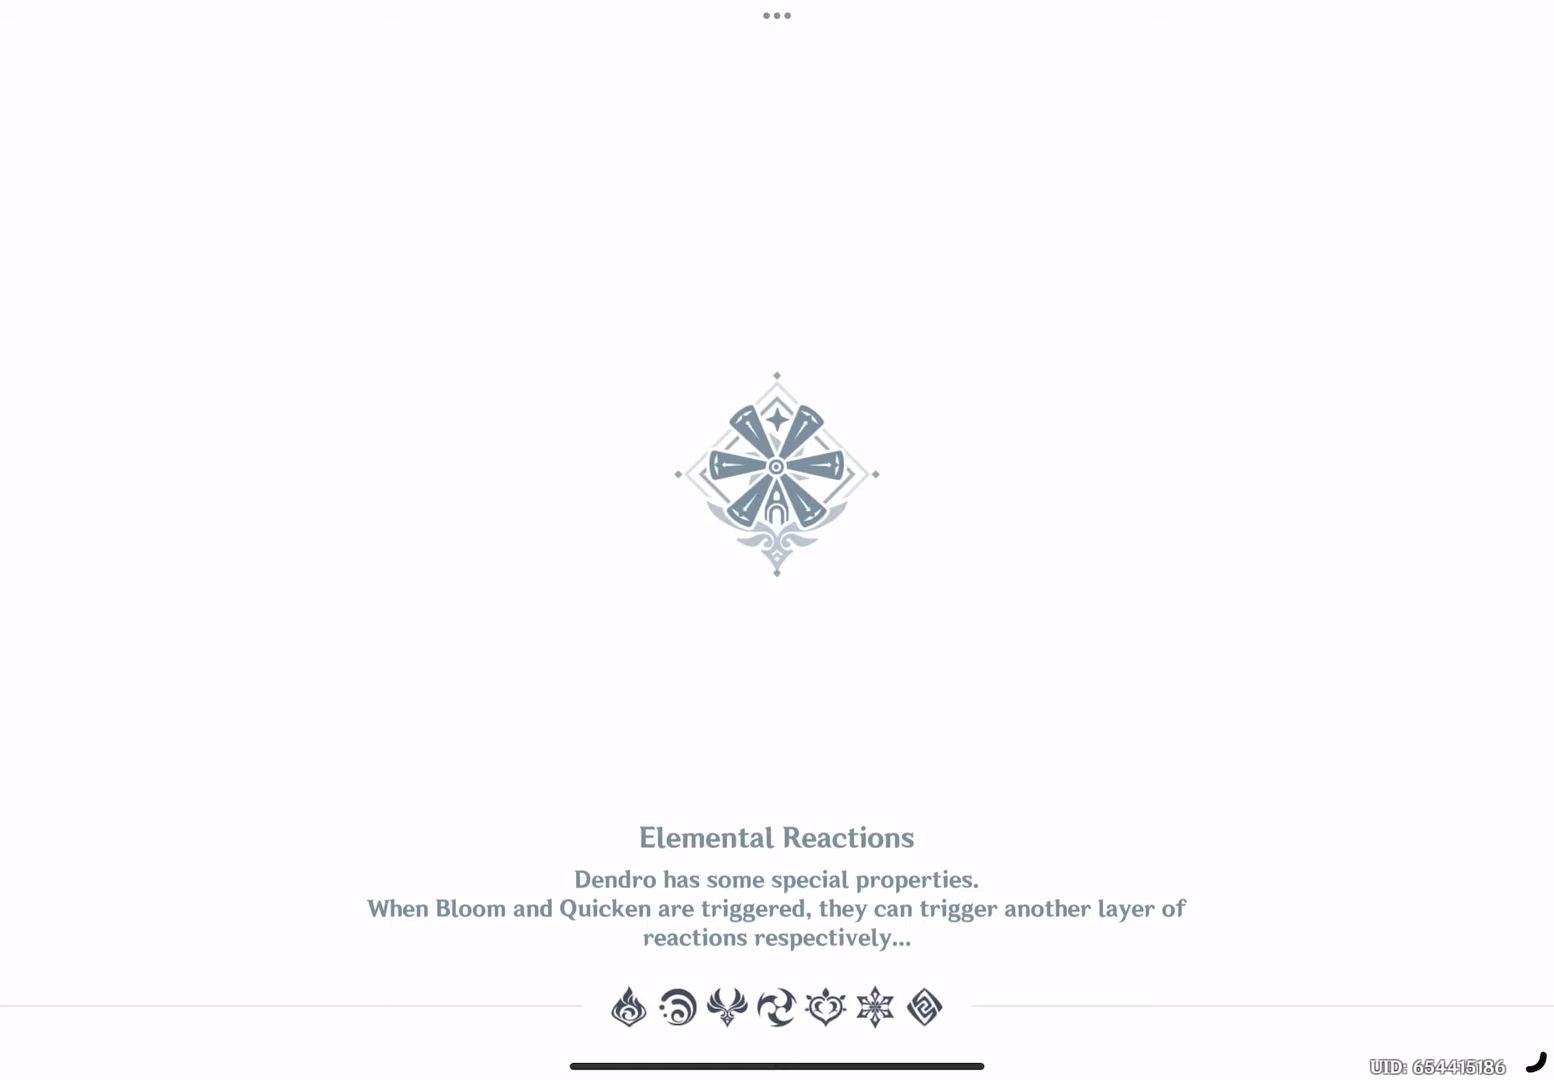 Elemental Reactions
Dendro has some special properties.
When Bloom and Quicken are triggered, they can trigger another layer of
reactions respectively...
UID: 654415186